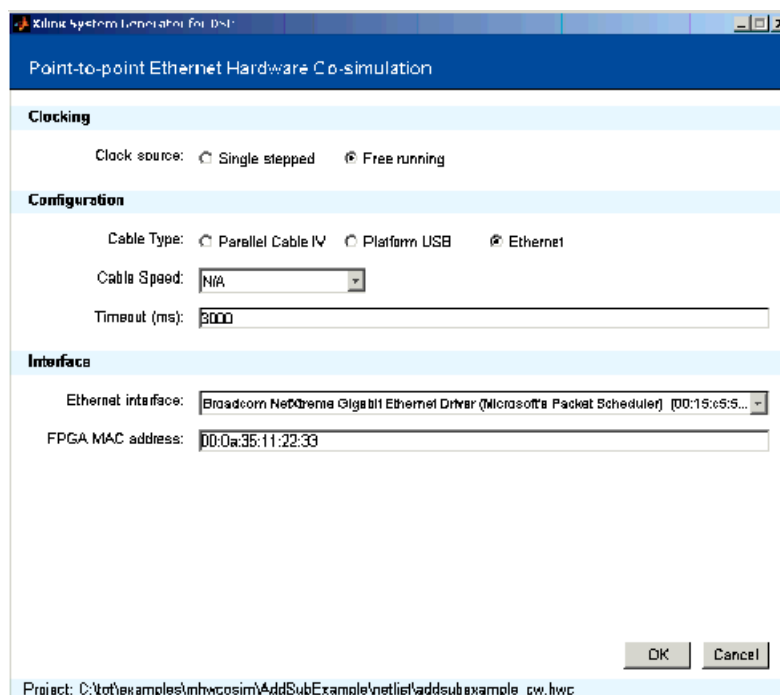 Xilinx System Generator for DSP
Point-to-point Ethernet Hardware Co-simulation
Clocking
Clock source: Single stepped Free running
Configuration
Cable Type: Parallel Cable IV Platform USB Ethernet
Cable Speed: N/A
Timeout (ms): 3000
Interface
Ethernet interface: Broadcom NetXtreme Gigabit Ethernet Driver (Microsoft's Packet Scheduler) (00:15:c5:5...
FPGA MAC address: 00:0a:35:11:22:33
OK Cancel
Project: C:\tot\examples\mhwcosim\AddSubExample\netlist\addsubexample_cw.hwc